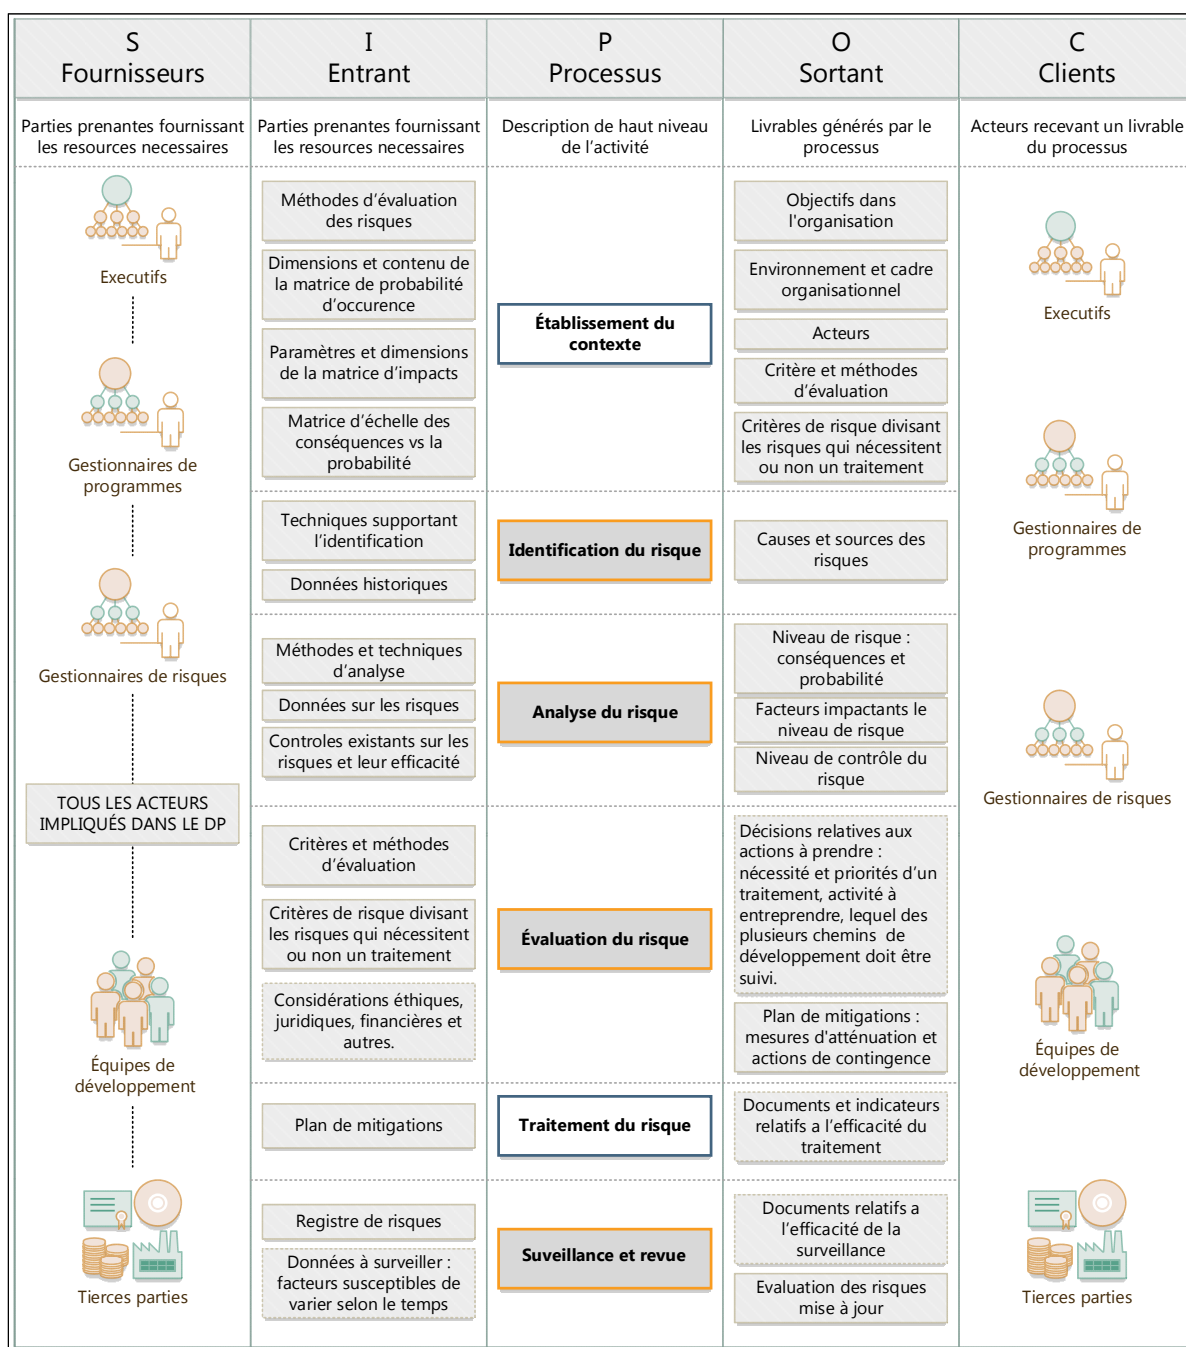 S
Fournisseurs
I
Entrant
P
Processus
O
Sortant
C
Clients
Parties prenantes fournissant
les resources necessaires
Parties prenantes fournissant
les resources necessaires
Description de haut niveau
de l’activité
Livrables générés par le
processus
Acteurs recevant un livrable
du processus
Executifs
Gestionnaires de
programmes
Gestionnaires de risques
TOUS LES ACTEURS
IMPLIQUÉS DANS LE DP
Équipes de
développement
Tierces parties
Méthodes d’évaluation
des risques
Dimensions et contenu de
la matrice de probabilité
d’occurence
Paramètres et dimensions
de la matrice d’impacts
Matrice d’échelle des
conséquences vs la
probabilité
Établissement du
contexte
Objectifs dans
l'organisation
Environnement et cadre
organisationnel
Acteurs
Critère et méthodes
d’évaluation
Critères de risque divisant
les risques qui nécessitent
ou non un traitement
Techniques supportant
l’identification
Données historiques
Identification du risque
Causes et sources des
risques
Méthodes et techniques
d’analyse
Données sur les risques
Controles existants sur les
risques et leur efficacité
Analyse du risque
Niveau de risque :
conséquences et
probabilité
Facteurs impactants le
niveau de risque
Niveau de contrôle du
risque
Critères et méthodes
d’évaluation
Critères de risque divisant
les risques qui nécessitent
ou non un traitement
Considérations éthiques,
juridiques, financières et
autres.
Évaluation du risque
Décisions relatives aux
actions à prendre :
nécessité et priorités d’un
traitement, activité à
entreprendre, lequel des
plusieurs chemins de
développement doit être
suivi.
Plan de mitigations :
mesures d'atténuation et
actions de contingence
Plan de mitigations
Traitement du risque
Documents et indicateurs
relatifs a l’efficacité du
traitement
Registre de risques
Données à surveiller :
facteurs susceptibles de
varier selon le temps
Suveillance et revue
Documents relatifs a
l’efficacité de la
surveillance
Evaluation des risques
mise à jour
Executifs
Gestionnaires de
programmes
Gestionnaires de risques
Équipes de
développement
Tierces parties